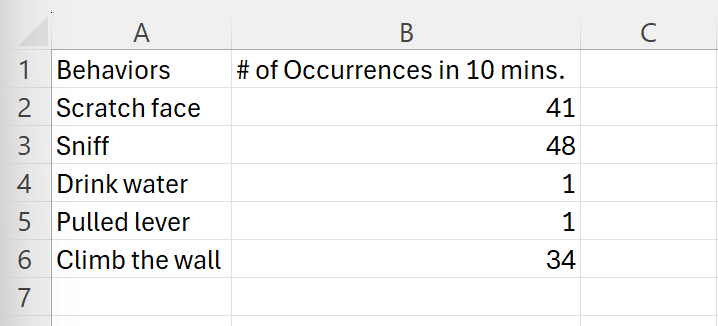 A B C
1 Behaviors # of Occurrences in 10 mins.
2 Scratch face 41
3 Sniff 48
4 Drink water 1
5 Pulled lever 1
6 Climb the wall 34
7